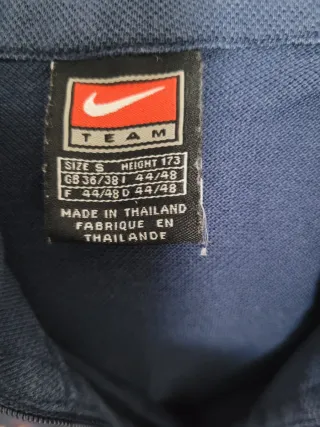 TEAM
SIZE S HEIGHT 173
GB 36/38 I 44/48
F 44/48 D 44/48
MADE IN THAILAND
FABRIQUE EN
THAILANDE